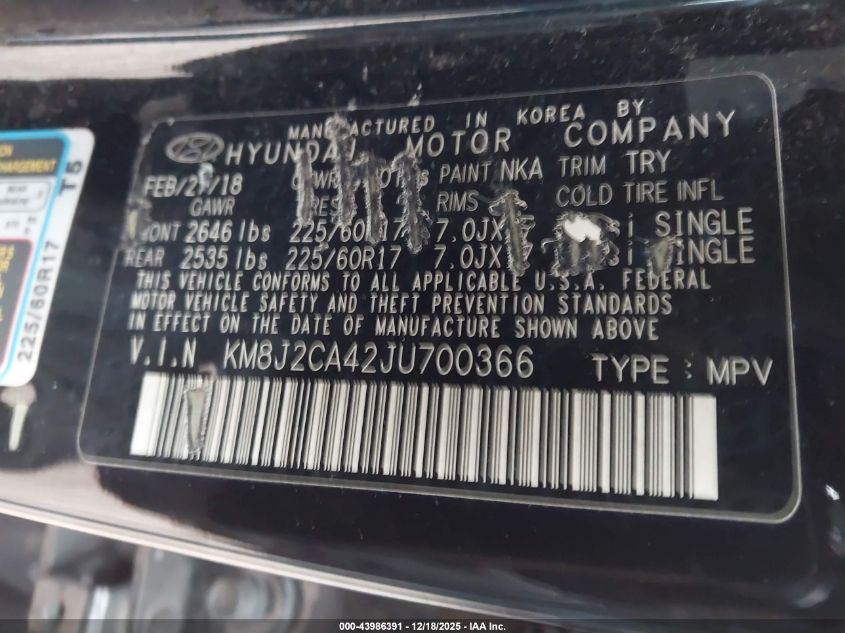 MANUFACTURED IN KOREA BY
HYUNDAI MOTOR COMPANY
FEB/27/18 PAINT NKA TRIM TRY
GAWR RIMS COLD TIRE INFL
2646 lbs 225/60R17 7.0JX SINGLE
REAR 2535 lbs 225/60R17 7.0JX
THIS VEHICLE CONFORMS TO ALL APPLICABLE U.S.A. FEDERAL
MOTOR VEHICLE SAFETY AND THEFT PREVENTION STANDARDS
IN EFFECT ON THE DATE OF MANUFACTURE SHOWN ABOVE
V.I.N KM8J2CA42JU700366 TYPE : MPV
T5
225/60R17
000-43986391 - 12/18/2025 - IAA Inc.